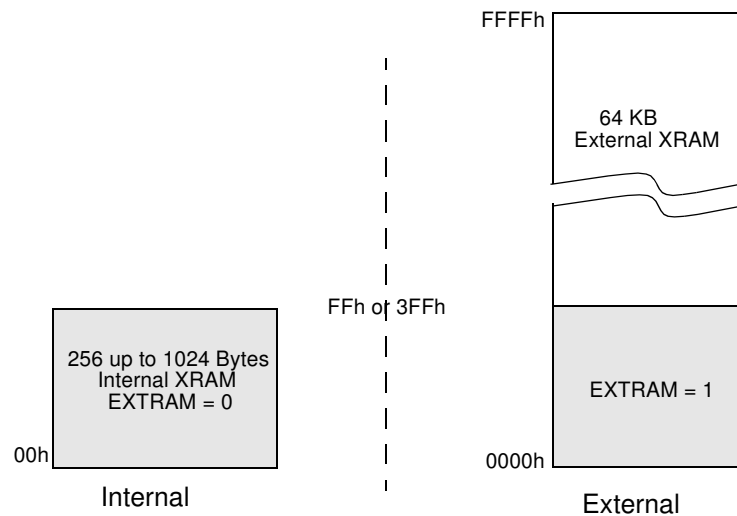 FFFFh
64 KB
External XRAM
FFh or 3FFh
256 up to 1024 Bytes
Internal XRAM
EXTRAM = 0
EXTRAM = 1
00h
0000h
Internal
External